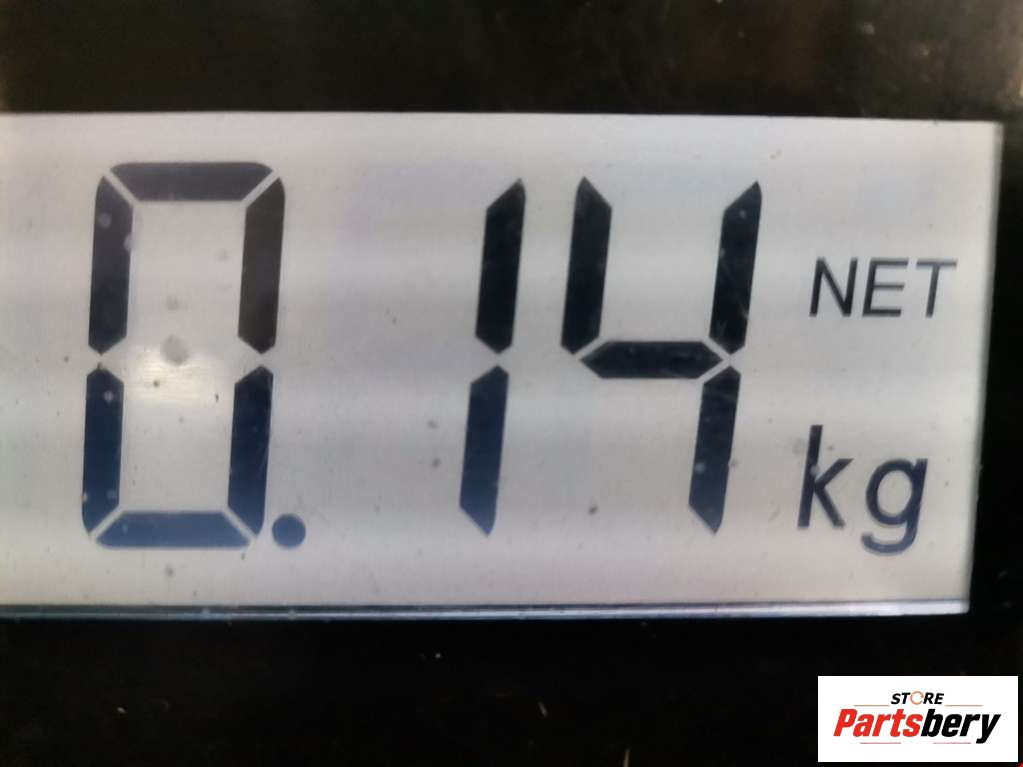 0.14 NET
kg
STORE
Partsbery